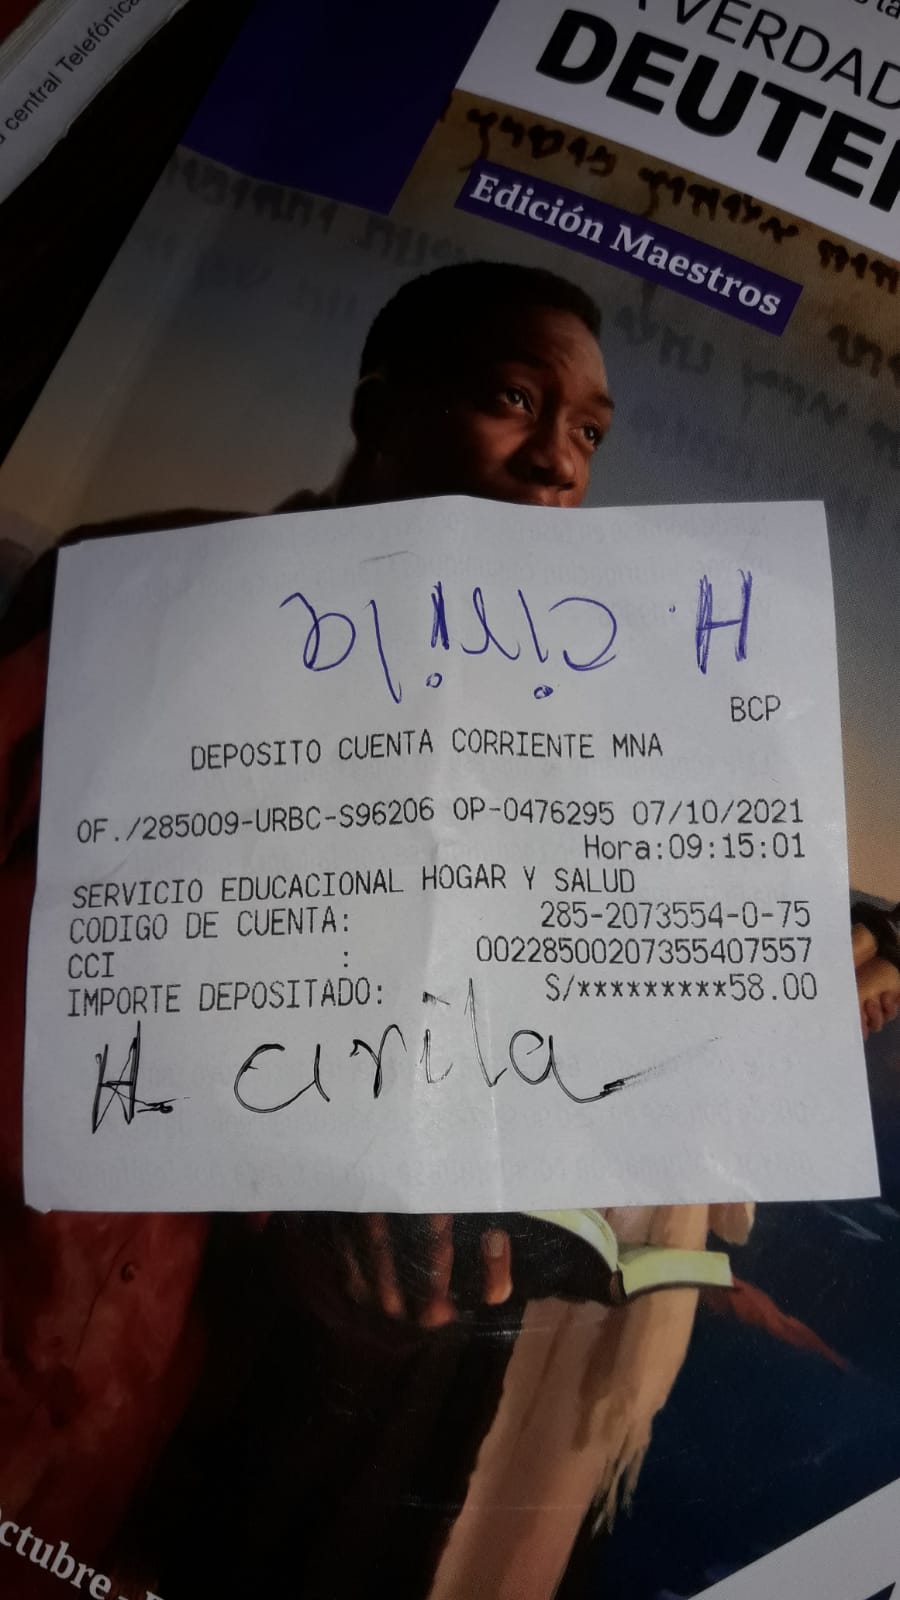 central Telefónica
VERDAD
DEUTER
Edición Maestros
BCP
DEPOSITO CUENTA CORRIENTE MNA
OF./285009-URBC-S96206 OP-0476295 07/10/2021
Hora:09:15:01
SERVICIO EDUCACIONAL HOGAR Y SALUD
CODIGO DE CUENTA: 285-2073554-0-75
CCI : 00228500207355407557
IMPORTE DEPOSITADO: S/*********58.00
H. cirila
ctubre -